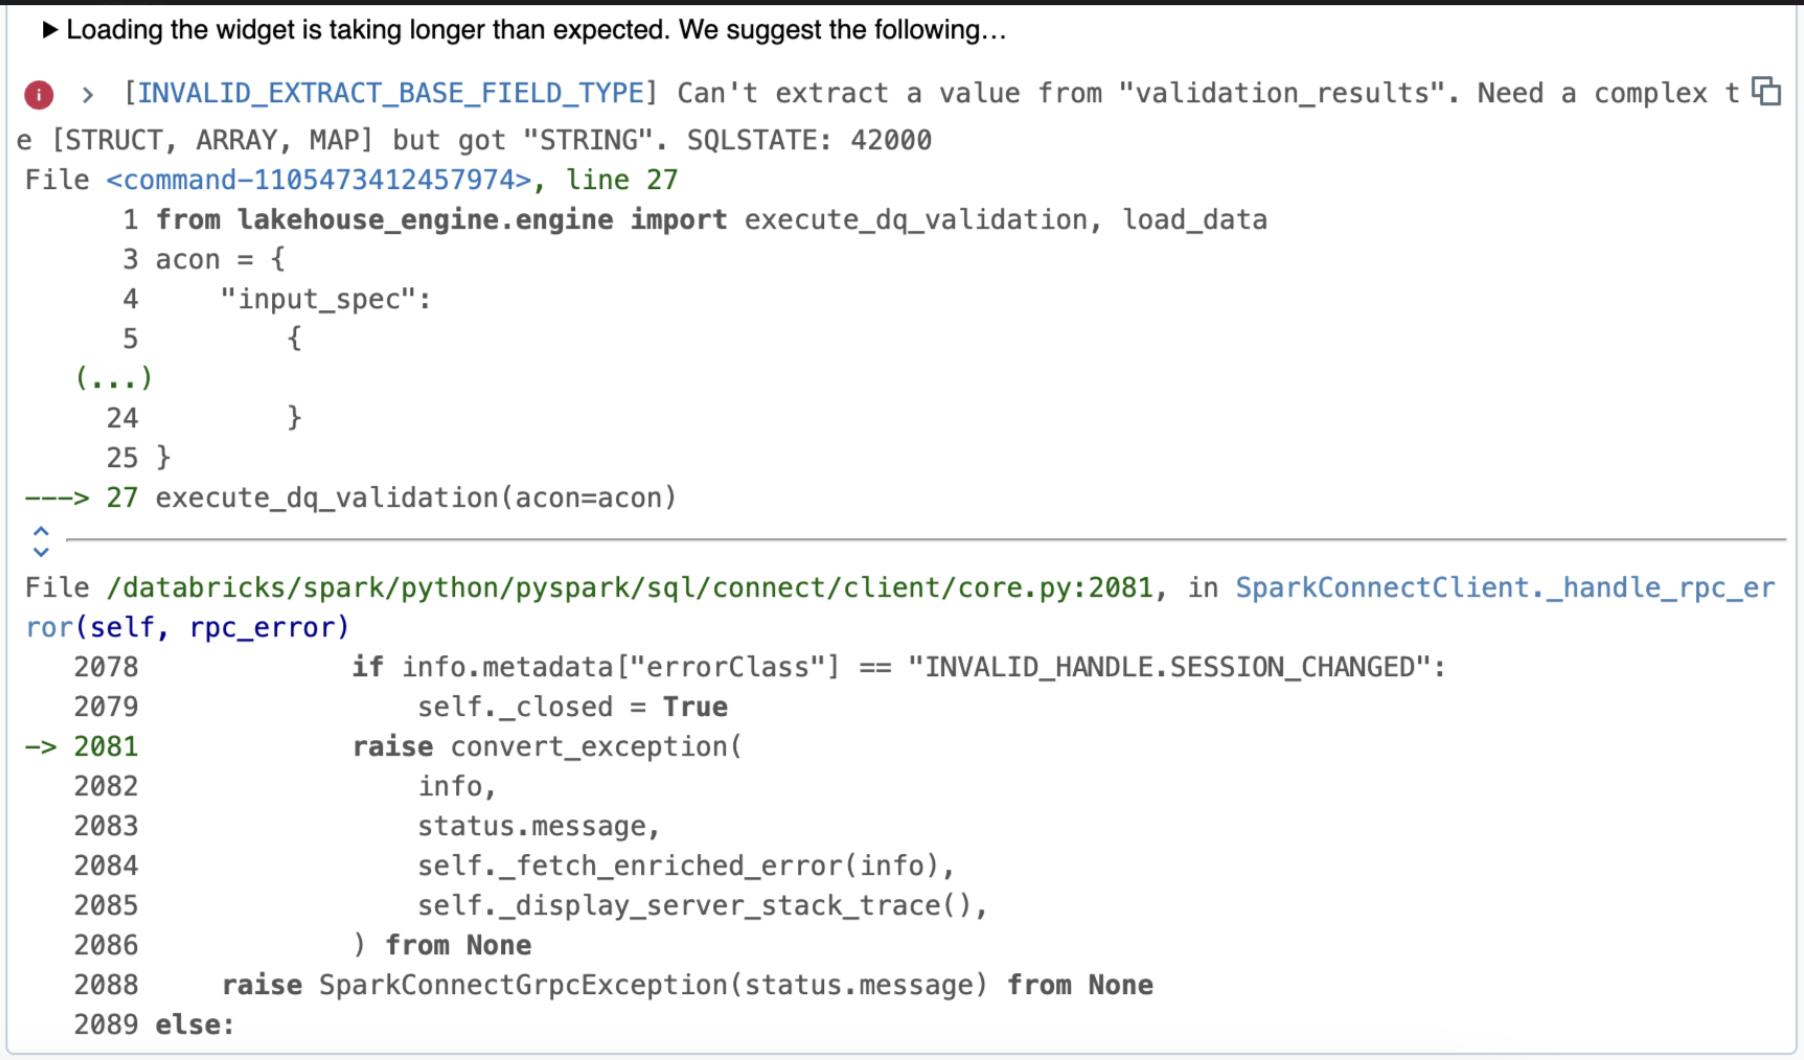 ▶ Loading the widget is taking longer than expected. We suggest the following…
> [INVALID_EXTRACT_BASE_FIELD_TYPE] Can't extract a value from "validation_results". Need a complex t
e [STRUCT, ARRAY, MAP] but got "STRING". SQLSTATE: 42000
File <command-1105473412457974>, line 27
1 from lakehouse_engine.engine import execute_dq_validation, load_data
3 acon = {
4     "input_spec":
5         {
(...)
24         }
25 }
---> 27 execute_dq_validation(acon=acon)
File /databricks/spark/python/pyspark/sql/connect/client/core.py:2081, in SparkConnectClient._handle_rpc_er
ror(self, rpc_error)
2078             if info.metadata["errorClass"] == "INVALID_HANDLE.SESSION_CHANGED":
2079                 self._closed = True
-> 2081             raise convert_exception(
2082                 info,
2083                 status.message,
2084                 self._fetch_enriched_error(info),
2085                 self._display_server_stack_trace(),
2086             ) from None
2088     raise SparkConnectGrpcException(status.message) from None
2089 else: